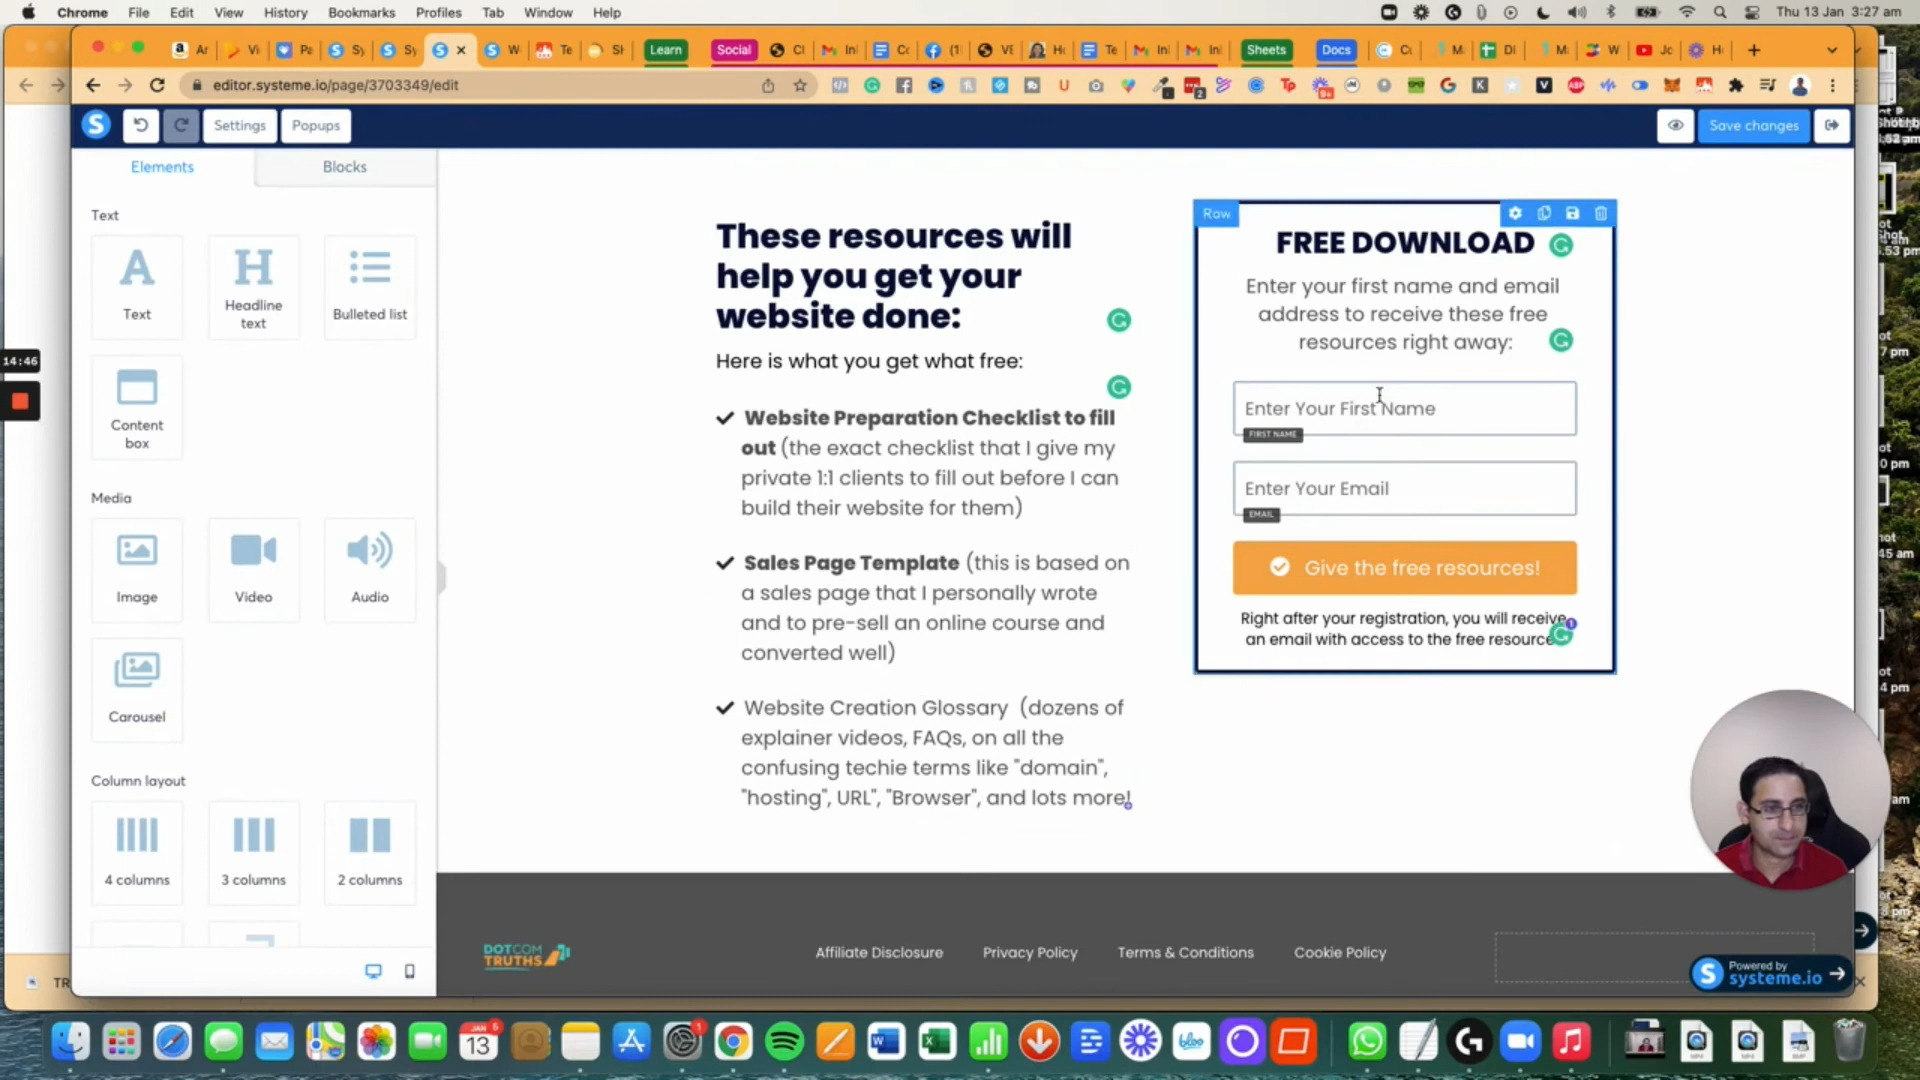 Chrome File Edit View History Bookmarks Profiles Tab Window Help
Thu 13 Jan 3:27 am
Learn Social Sheets Docs
editor.systeme.io/page/3703349/edit
Settings Popups
Save changes
Elements Blocks
Text
Text
Headline text
Bulleted list
Content box
Media
Image
Video
Audio
Carousel
Column layout
4 columns
3 columns
2 columns
14:46
These resources will
help you get your
website done:
Here is what you get what free:
Website Preparation Checklist to fill
out (the exact checklist that I give my
private 1:1 clients to fill out before I can
build their website for them)
Sales Page Template (this is based on
a sales page that I personally wrote
and to pre-sell an online course and
converted well)
Website Creation Glossary (dozens of
explainer videos, FAQs, on all the
confusing techie terms like "domain",
"hosting", URL", "Browser", and lots more!
Row
FREE DOWNLOAD
Enter your first name and email
address to receive these free
resources right away:
Enter Your First Name
FIRST NAME
Enter Your Email
EMAIL
Give the free resources!
Right after your registration, you will receive
an email with access to the free resource
DOTCOM
TRUTHS
Affiliate Disclosure Privacy Policy Terms & Conditions Cookie Policy
Powered by
systeme.io
JAN
13
bloo